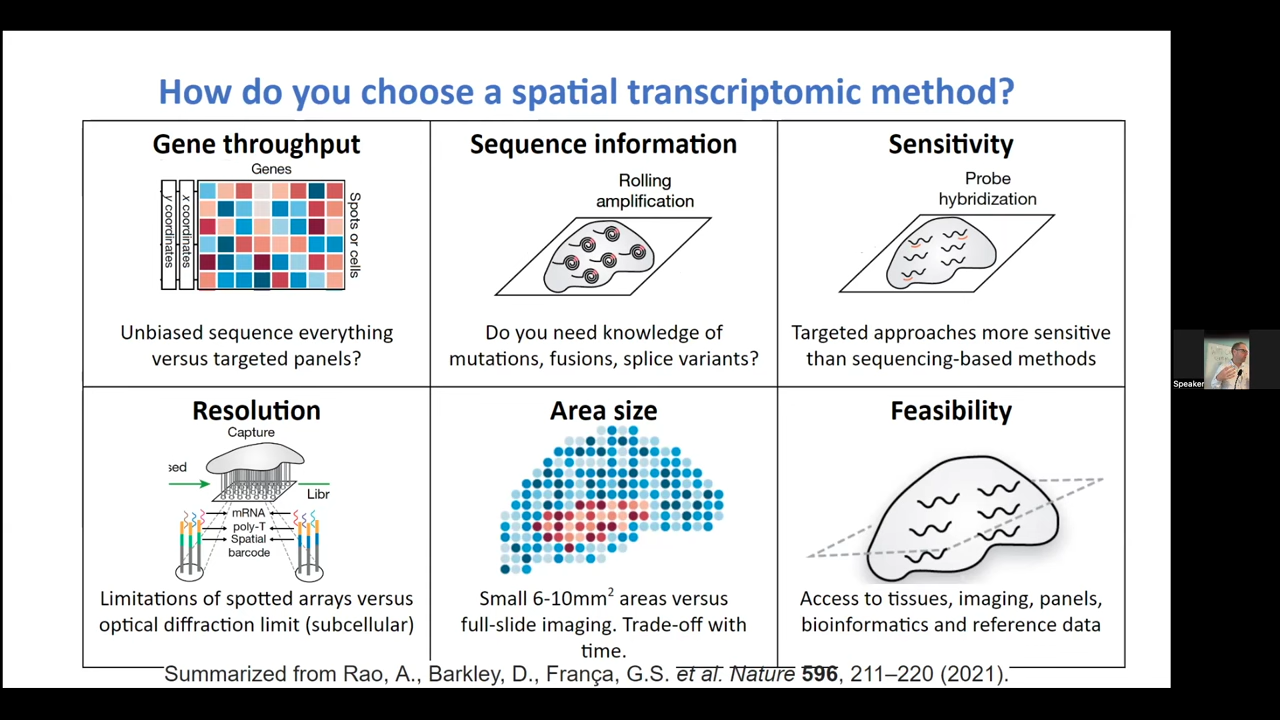 How do you choose a spatial transcriptomic method?
Gene throughput
Genes
y coordinates
x coordinates
Spots or cells
Unbiased sequence everything
versus targeted panels?
Sequence information
Rolling
amplification
Do you need knowledge of
mutations, fusions, splice variants?
Sensitivity
Probe
hybridization
Targeted approaches more sensitive
than sequencing-based methods
Resolution
Capture
sed
Libr
mRNA
poly-T
Spatial
barcode
Limitations of spotted arrays versus
optical diffraction limit (subcellular)
Area size
Small 6-10mm² areas versus
full-slide imaging. Trade-off with
time.
Feasibility
Access to tissues, imaging, panels,
bioinformatics and reference data
Summarized from Rao, A., Barkley, D., França, G.S. et al. Nature 596, 211–220 (2021).
Speaker